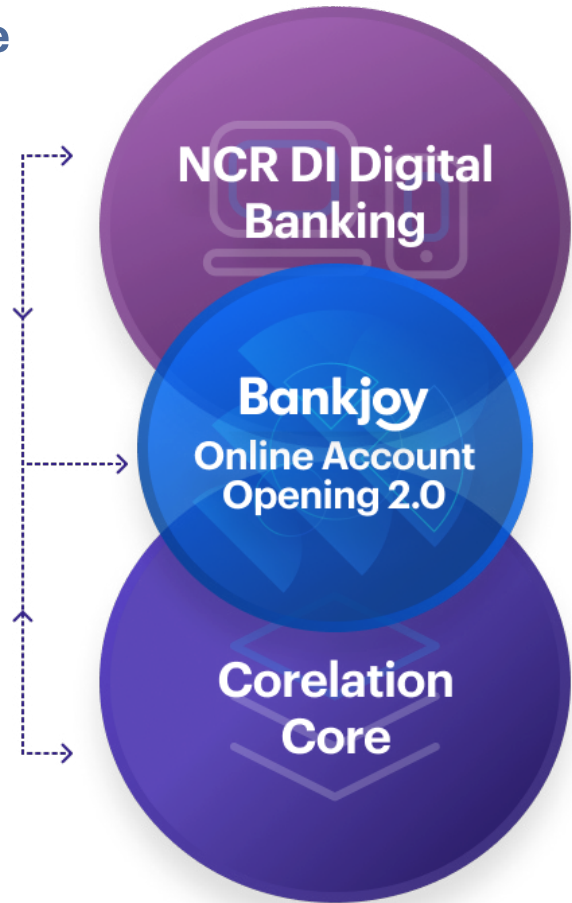 e
NCR DI Digital
Banking
Bankjoy
Online Account
Opening 2.0
Corelation
Core